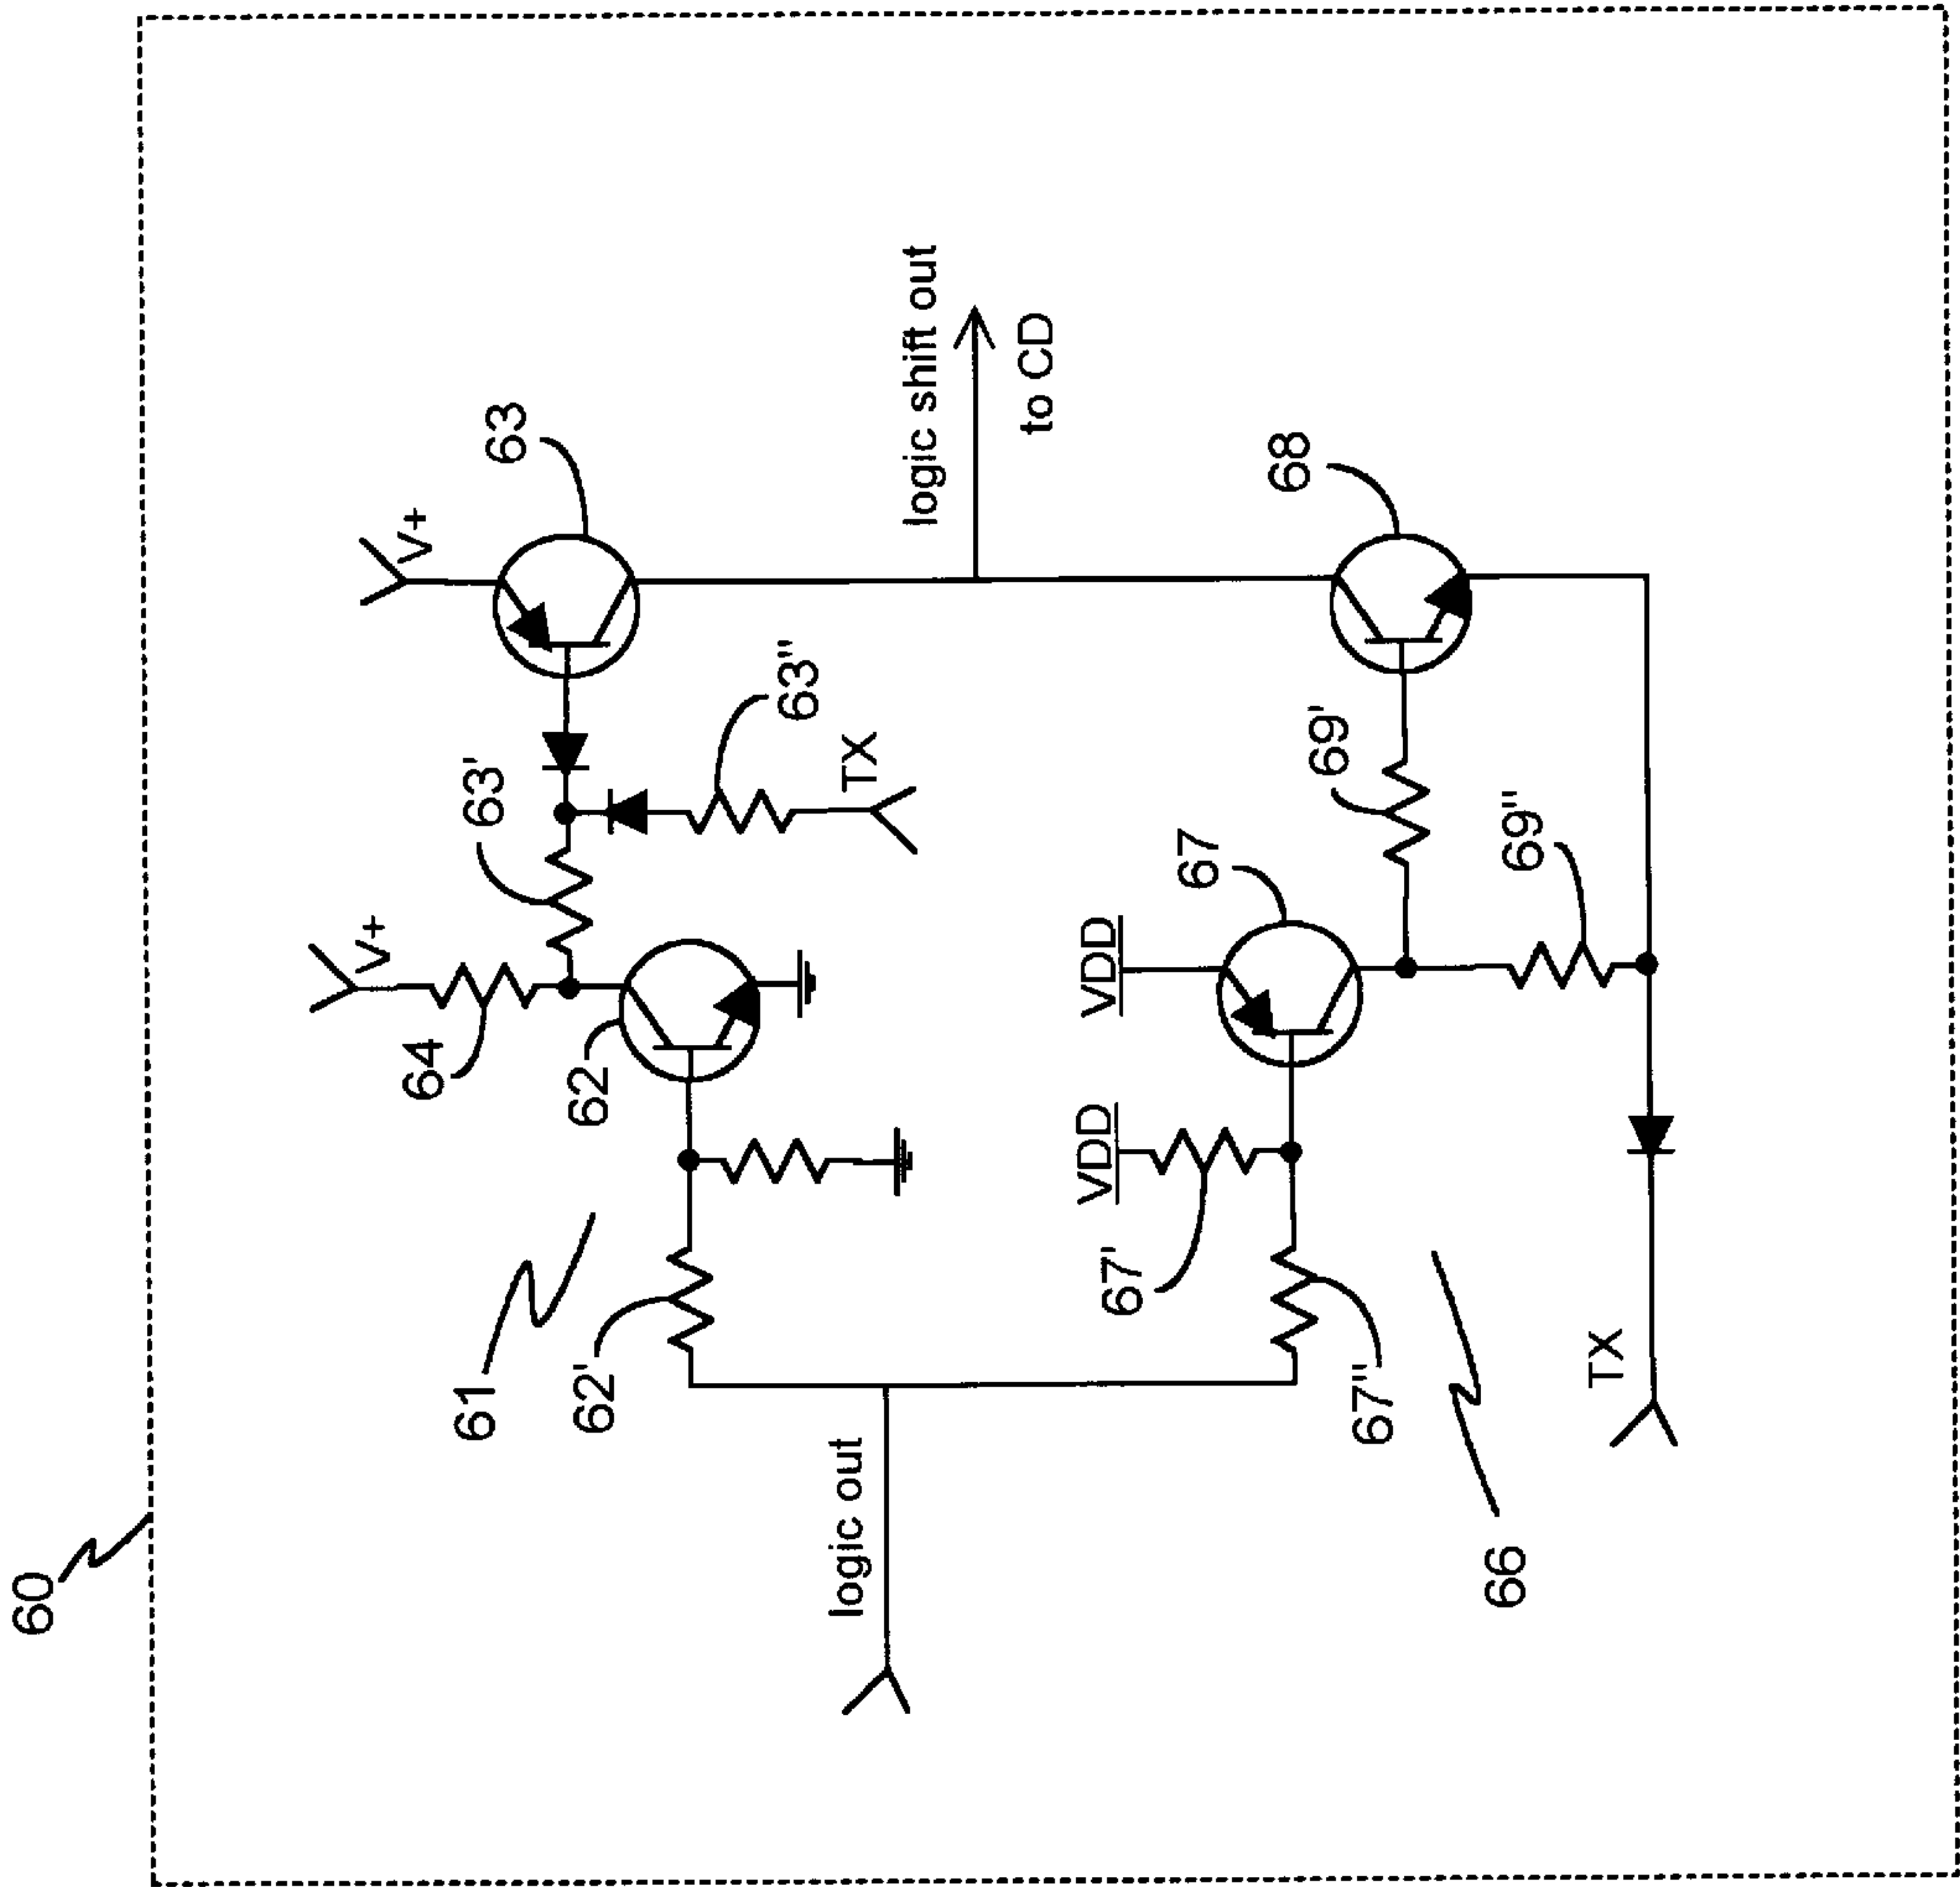 60
V+
63
V+
63'
64
63"
62
TX
61
62'
logic shift out
to CD
logic out
VDD
67
68
VDD
69'
67'
69"
67"
66
TX